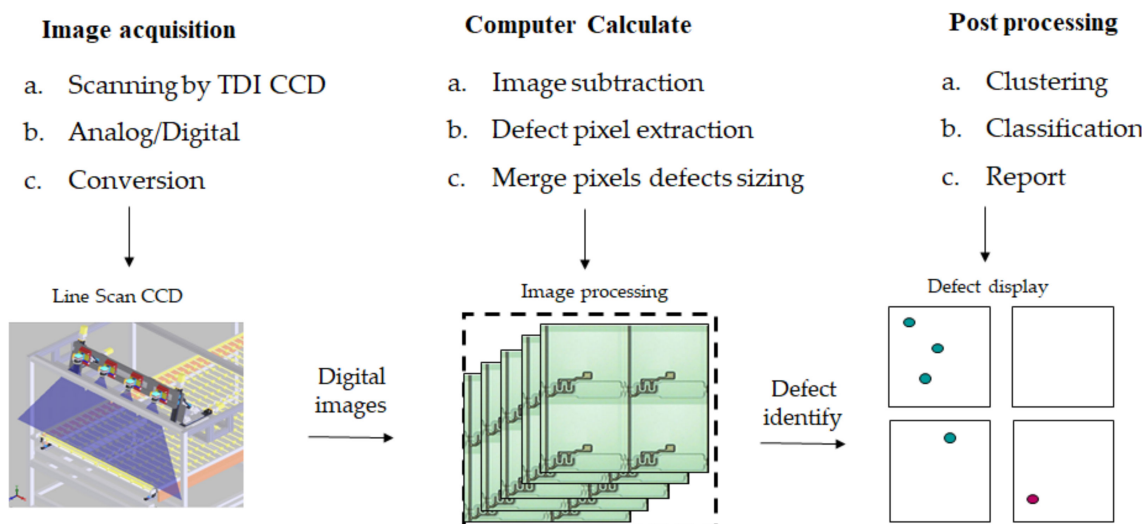 Image acquisition
a. Scanning by TDI CCD
b. Analog/Digital
c. Conversion
Line Scan CCD
Digital
images
Computer Calculate
a. Image subtraction
b. Defect pixel extraction
c. Merge pixels defects sizing
Image processing
Defect
identify
Post processing
a. Clustering
b. Classification
c. Report
Defect display